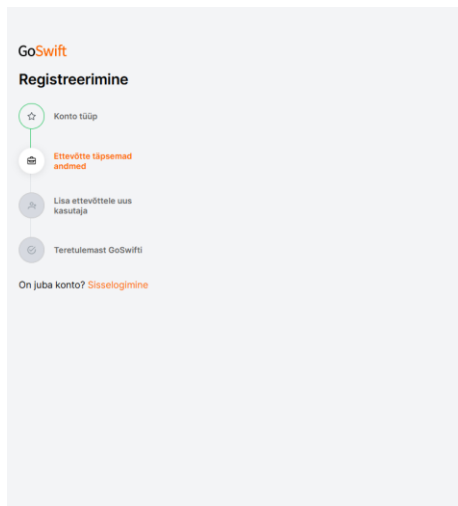 GoSwift
Registreerimine
Konto tüüp
Ettevõtte täpsemad
andmed
Lisa ettevõttele uus
kasutaja
Teretulemast GoSwifti
On juba konto? Sisselogimine